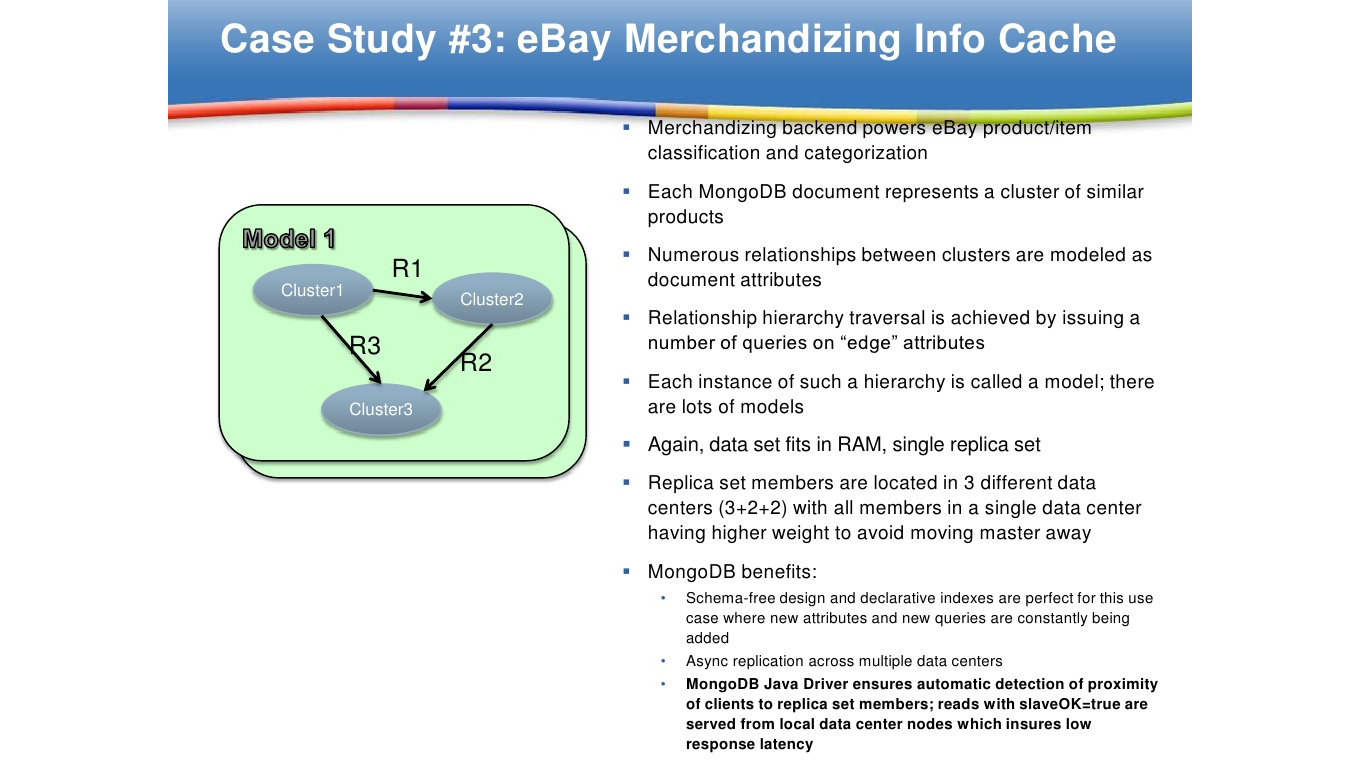 Case Study #3: eBay Merchandizing Info Cache
Model 1
R1
Cluster1
Cluster2
R3
R2
Cluster3
Merchandizing backend powers eBay product/item
classification and categorization
Each MongoDB document represents a cluster of similar
products
Numerous relationships between clusters are modeled as
document attributes
Relationship hierarchy traversal is achieved by issuing a
number of queries on “edge” attributes
Each instance of such a hierarchy is called a model; there
are lots of models
Again, data set fits in RAM, single replica set
Replica set members are located in 3 different data
centers (3+2+2) with all members in a single data center
having higher weight to avoid moving master away
MongoDB benefits:
Schema-free design and declarative indexes are perfect for this use
case where new attributes and new queries are constantly being
added
Async replication across multiple data centers
MongoDB Java Driver ensures automatic detection of proximity
of clients to replica set members; reads with slaveOK=true are
served from local data center nodes which insures low
response latency